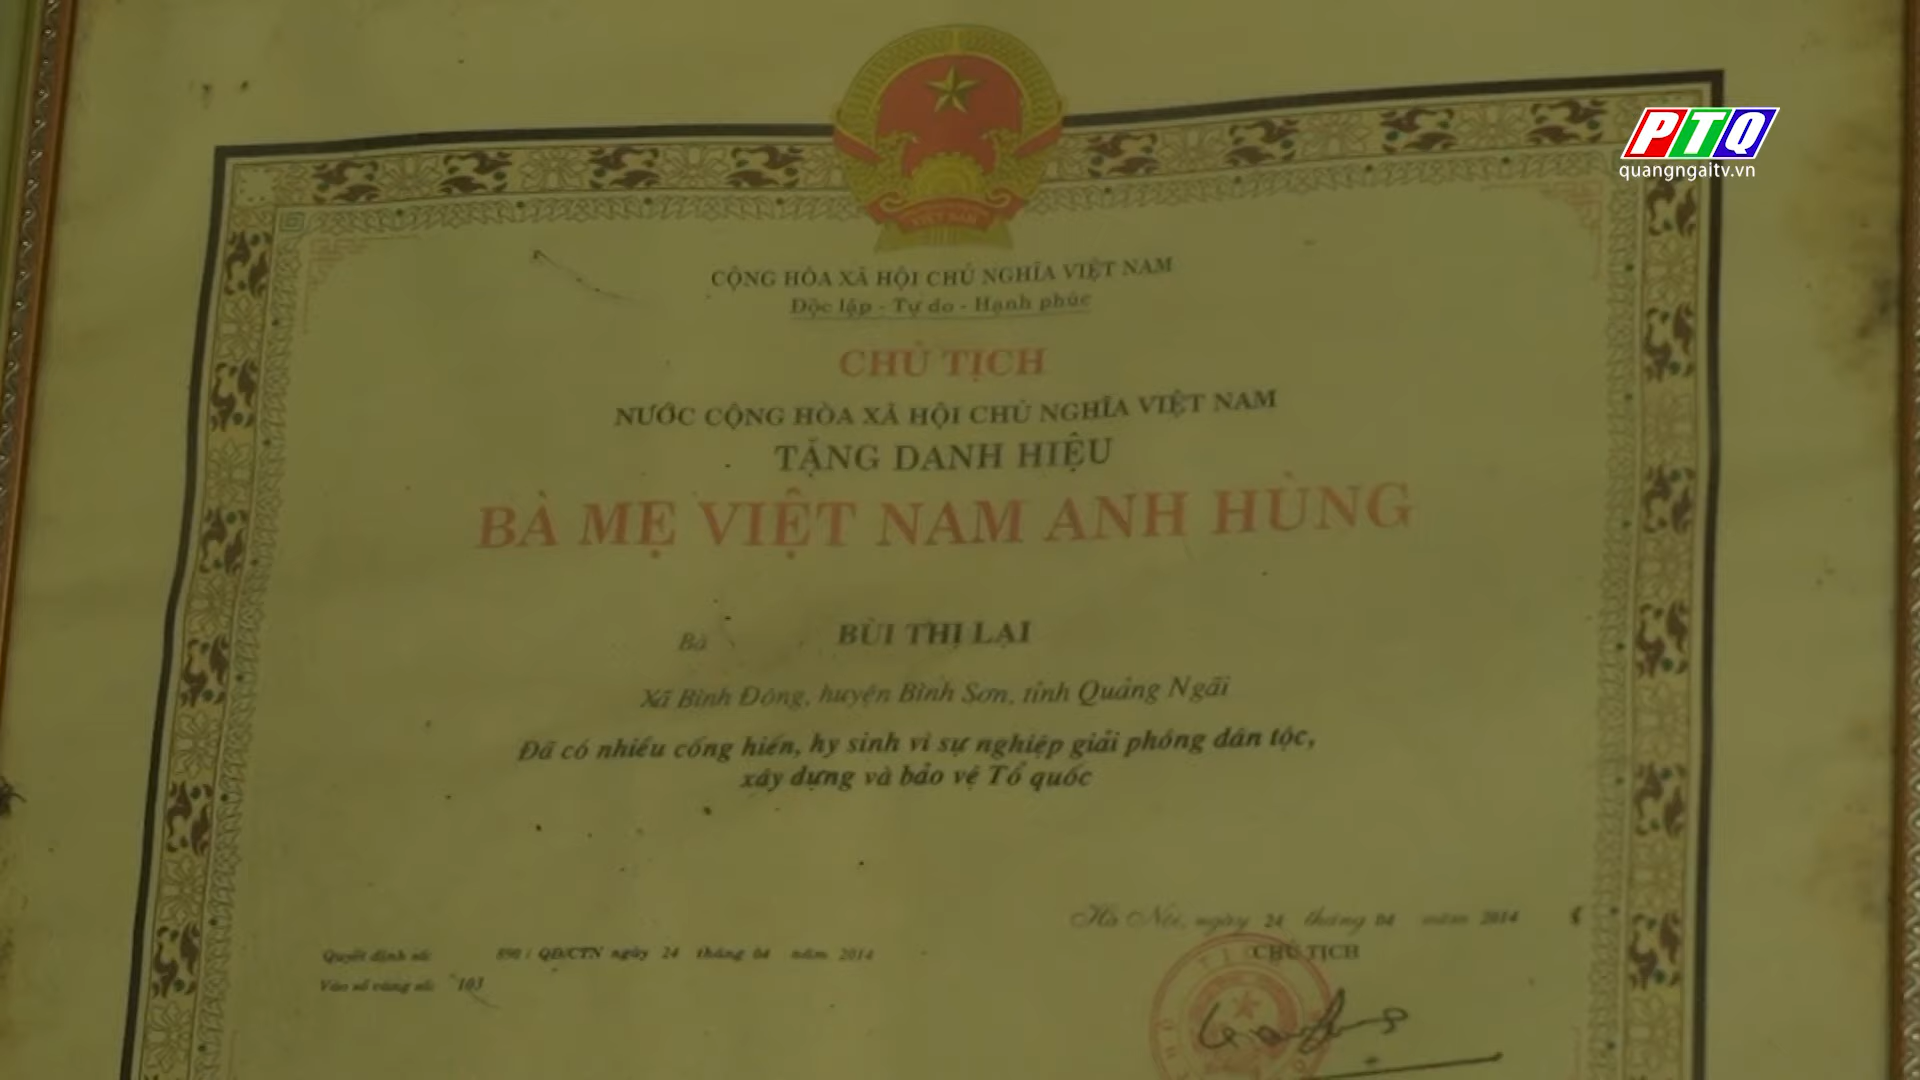 PTQ
quangngaitv.vn
VIỆT NAM
CỘNG HÒA XÃ HỘI CHỦ NGHĨA VIỆT NAM
Độc lập - Tự do - Hạnh phúc
CHỦ TỊCH
NƯỚC CỘNG HÒA XÃ HỘI CHỦ NGHĨA VIỆT NAM
TẶNG DANH HIỆU
BÀ MẸ VIỆT NAM ANH HÙNG
Bà BÙI THỊ LẠI
Xã Bình Đông, huyện Bình Sơn, tỉnh Quảng Ngãi
Đã có nhiều cống hiến, hy sinh vì sự nghiệp giải phóng dân tộc,
xây dựng và bảo vệ Tổ quốc
Hà Nội, ngày 24 tháng 04 năm 2014
CHỦ TỊCH
Quyết định số: 890 / QĐ/CTN ngày 24 tháng 04 năm 2014
Vào sổ vàng số: 103